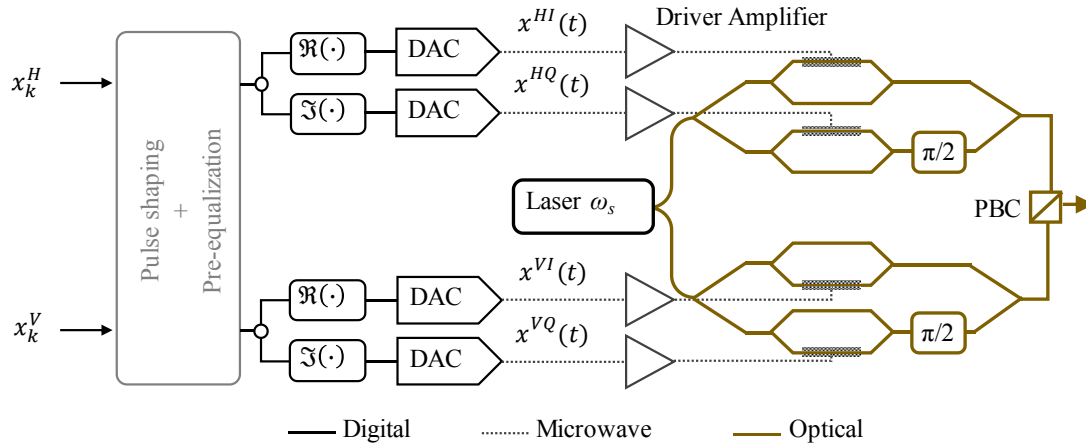 Driver Amplifier
x_k^H
ℜ(·)
DAC
x^{HI}(t)
ℑ(·)
DAC
x^{HQ}(t)
π/2
Pulse shaping
+
Pre-equalization
Laser ω_s
PBC
x_k^V
ℜ(·)
DAC
x^{VI}(t)
ℑ(·)
DAC
x^{VQ}(t)
π/2
Digital
Microwave
Optical